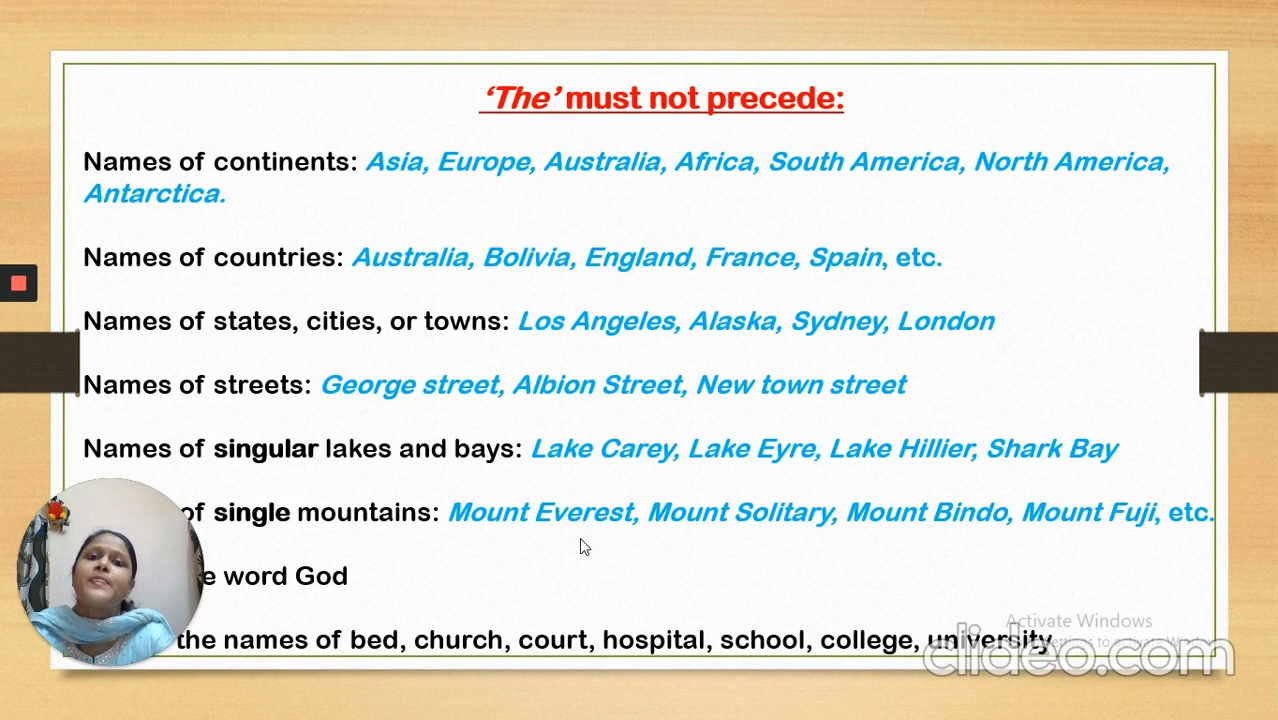 ‘The’ must not precede:
Names of continents: Asia, Europe, Australia, Africa, South America, North America,
Antarctica.
Names of countries: Australia, Bolivia, England, France, Spain, etc.
Names of states, cities, or towns: Los Angeles, Alaska, Sydney, London
Names of streets: George street, Albion Street, New town street
Names of singular lakes and bays: Lake Carey, Lake Eyre, Lake Hillier, Shark Bay
of single mountains: Mount Everest, Mount Solitary, Mount Bindo, Mount Fuji, etc.
word God
Activate Windows
the names of bed, church, court, hospital, school, college, university
to activate
clideo.com